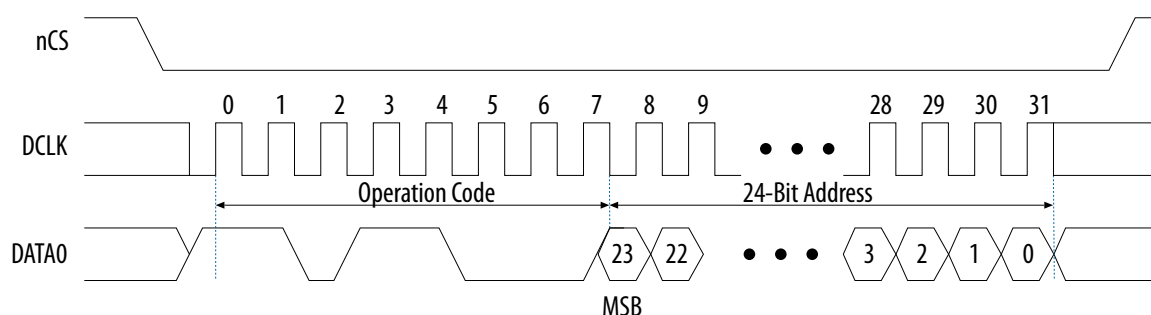 nCS
0 1 2 3 4 5 6 7 8 9 28 29 30 31
DCLK
Operation Code 24-Bit Address
DATA0 23 22 3 2 1 0
MSB